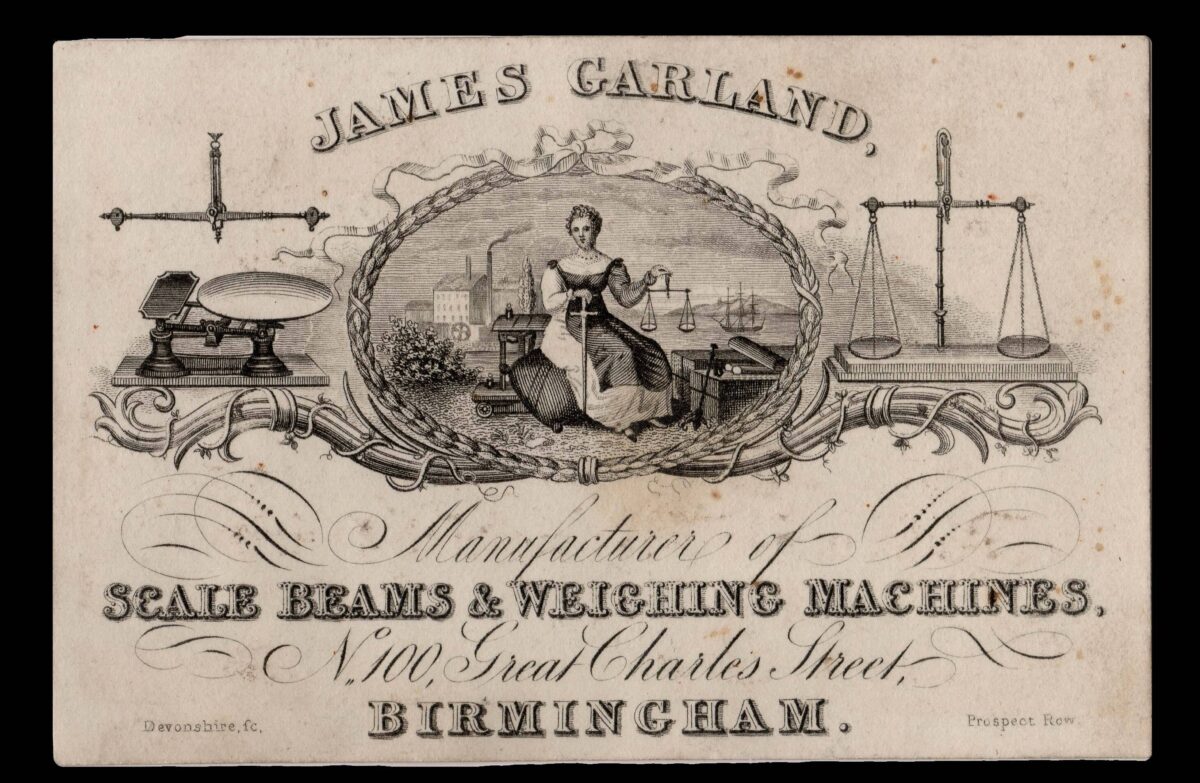 JAMES GARLAND,
Manufacturer of
SCALE BEAMS & WEIGHING MACHINES,
No. 100, Great Charles Street,
BIRMINGHAM.
Devonshire, fc,
Prospect Row.